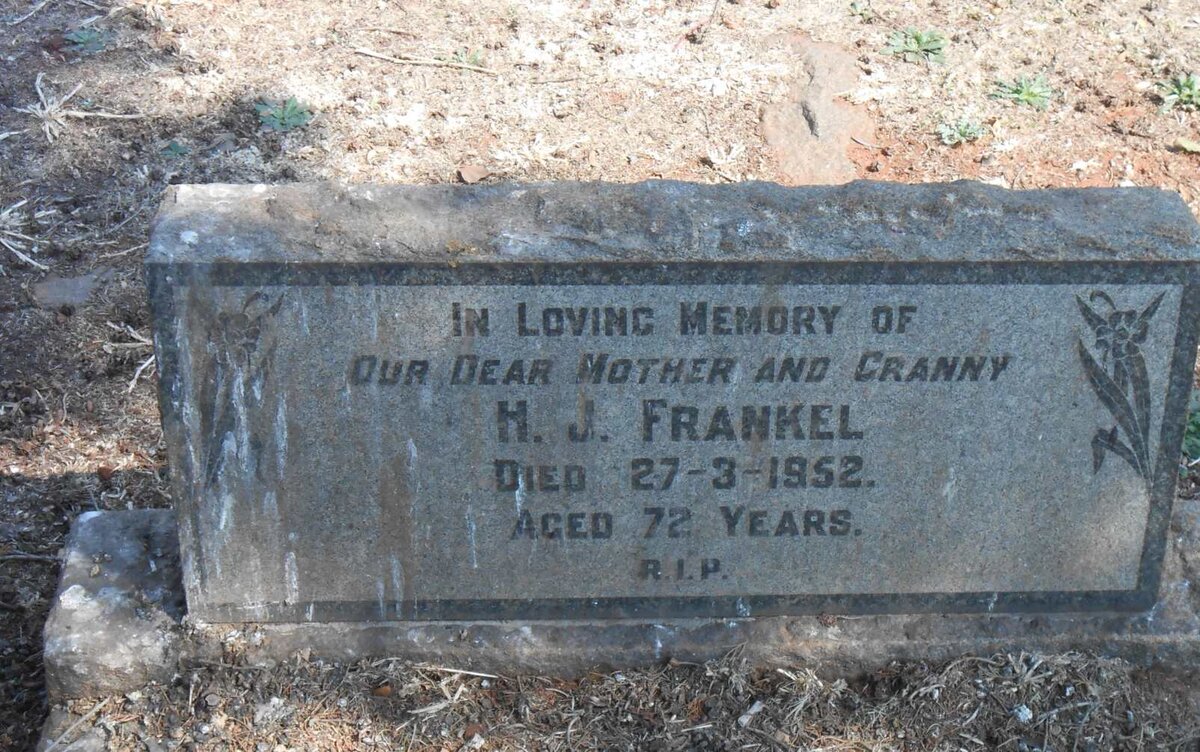 IN LOVING MEMORY OF
OUR DEAR MOTHER AND GRANNY
H. J. FRANKEL
DIED 27-3-1952.
AGED 72 YEARS.
R.I.P.